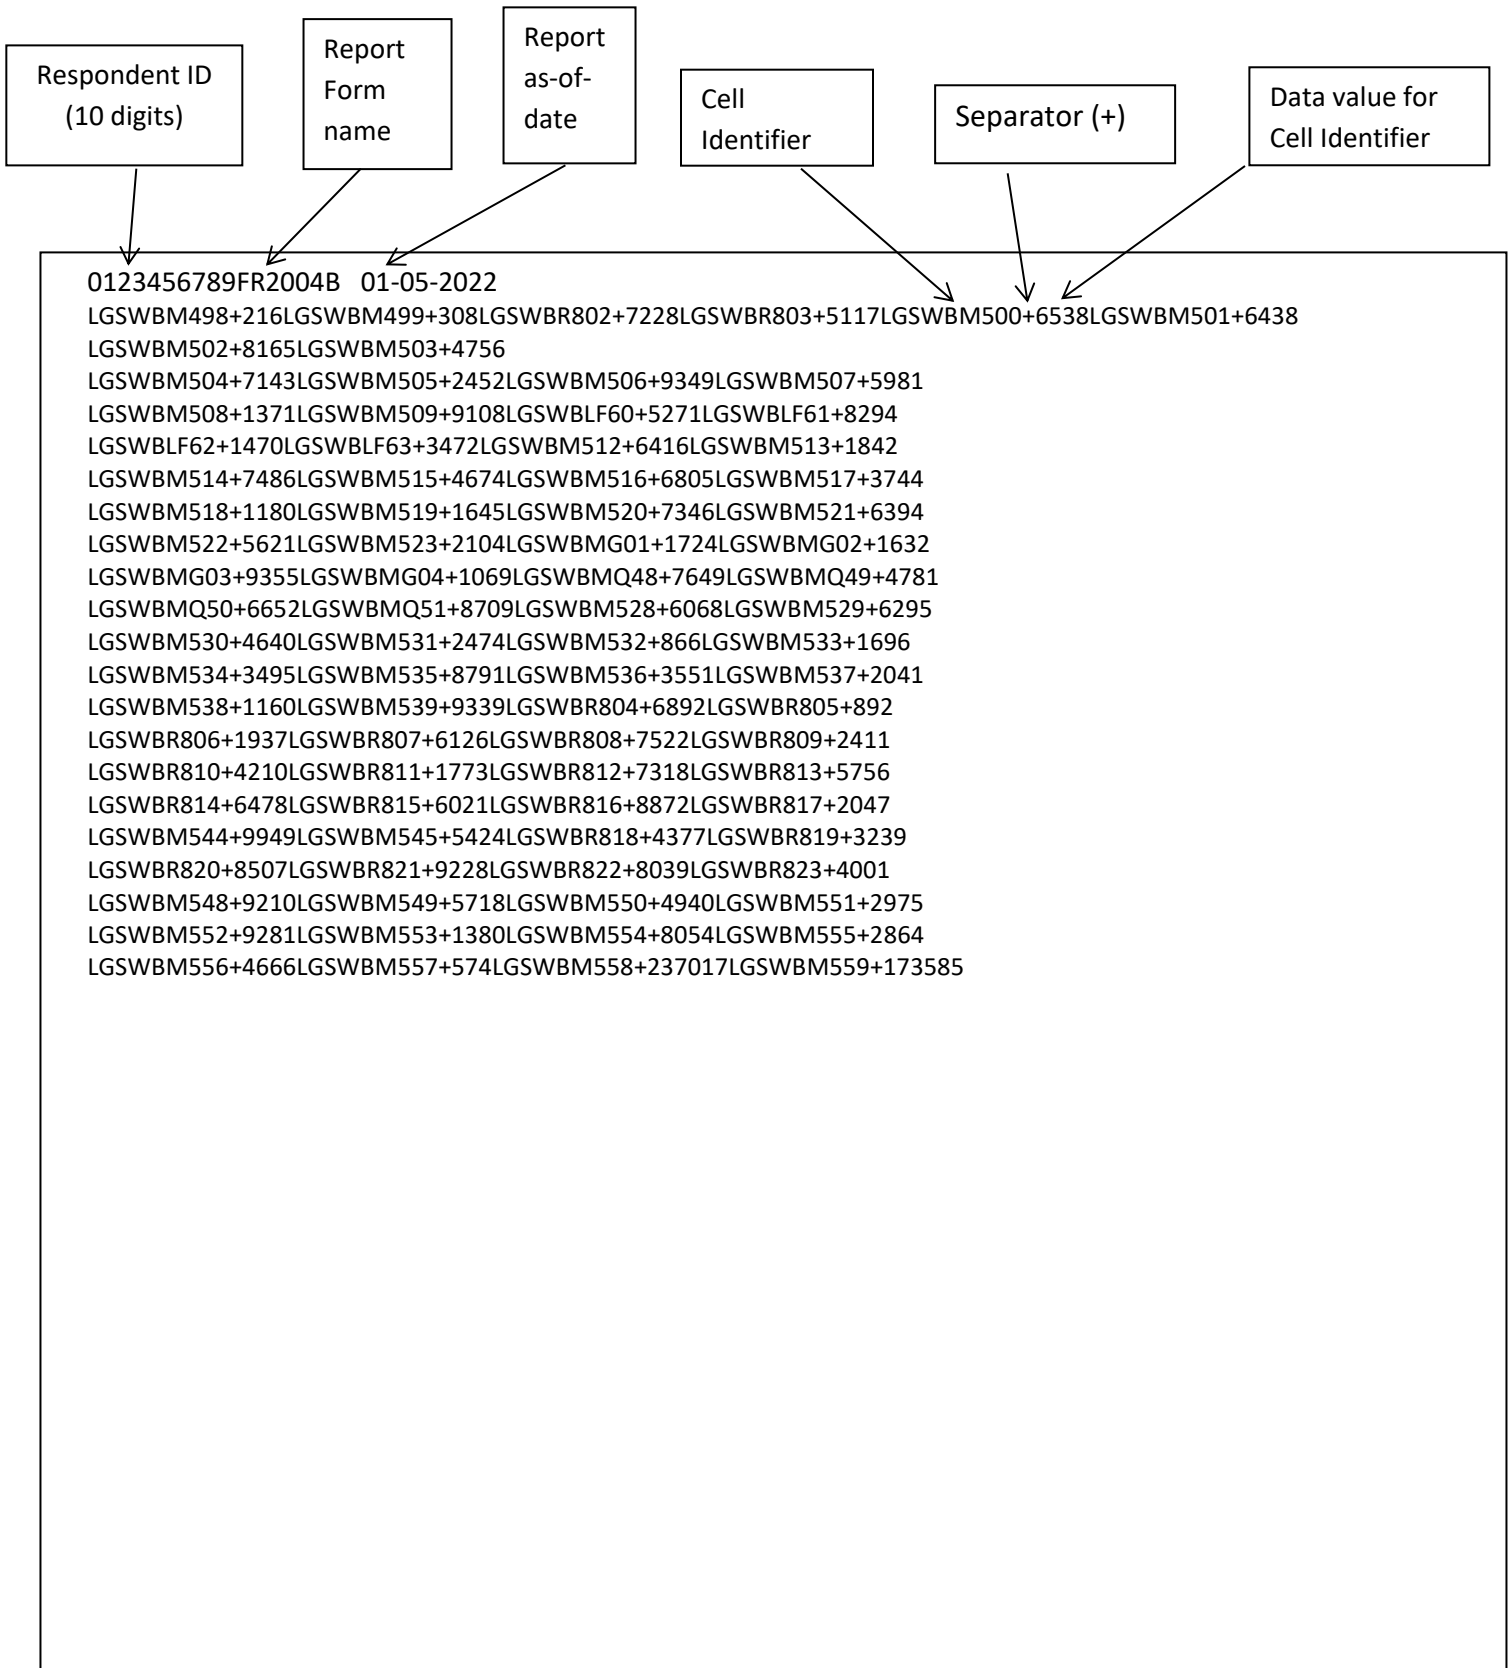 Respondent ID
(10 digits)
Report
Form
name
Report
as-of-
date
Cell
Identifier
Separator (+)
Data value for
Cell Identifier
0123456789FR2004B   01-05-2022
LGSWBM498+216LGSWBM499+308LGSWBR802+7228LGSWBR803+5117LGSWBM500+6538LGSWBM501+6438
LGSWBM502+8165LGSWBM503+4756
LGSWBM504+7143LGSWBM505+2452LGSWBM506+9349LGSWBM507+5981
LGSWBM508+1371LGSWBM509+9108LGSWBLF60+5271LGSWBLF61+8294
LGSWBLF62+1470LGSWBLF63+3472LGSWBM512+6416LGSWBM513+1842
LGSWBM514+7486LGSWBM515+4674LGSWBM516+6805LGSWBM517+3744
LGSWBM518+1180LGSWBM519+1645LGSWBM520+7346LGSWBM521+6394
LGSWBM522+5621LGSWBM523+2104LGSWBMG01+1724LGSWBMG02+1632
LGSWBMG03+9355LGSWBMG04+1069LGSWBMQ48+7649LGSWBMQ49+4781
LGSWBMQ50+6652LGSWBMQ51+8709LGSWBM528+6068LGSWBM529+6295
LGSWBM530+4640LGSWBM531+2474LGSWBM532+866LGSWBM533+1696
LGSWBM534+3495LGSWBM535+8791LGSWBM536+3551LGSWBM537+2041
LGSWBM538+1160LGSWBM539+9339LGSWBR804+6892LGSWBR805+892
LGSWBR806+1937LGSWBR807+6126LGSWBR808+7522LGSWBR809+2411
LGSWBR810+4210LGSWBR811+1773LGSWBR812+7318LGSWBR813+5756
LGSWBR814+6478LGSWBR815+6021LGSWBR816+8872LGSWBR817+2047
LGSWBM544+9949LGSWBM545+5424LGSWBR818+4377LGSWBR819+3239
LGSWBR820+8507LGSWBR821+9228LGSWBR822+8039LGSWBR823+4001
LGSWBM548+9210LGSWBM549+5718LGSWBM550+4940LGSWBM551+2975
LGSWBM552+9281LGSWBM553+1380LGSWBM554+8054LGSWBM555+2864
LGSWBM556+4666LGSWBM557+574LGSWBM558+237017LGSWBM559+173585